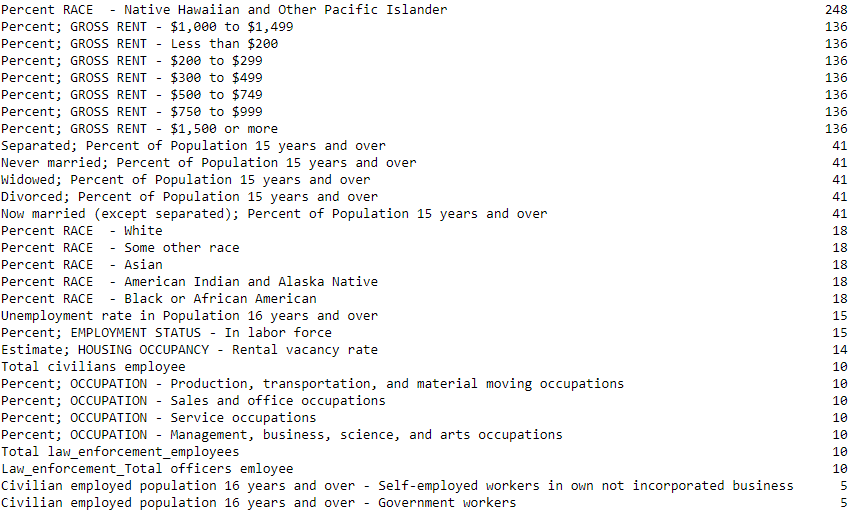 Percent RACE  - Native Hawaiian and Other Pacific Islander 248
Percent; GROSS RENT - $1,000 to $1,499 136
Percent; GROSS RENT - Less than $200 136
Percent; GROSS RENT - $200 to $299 136
Percent; GROSS RENT - $300 to $499 136
Percent; GROSS RENT - $500 to $749 136
Percent; GROSS RENT - $750 to $999 136
Percent; GROSS RENT - $1,500 or more 136
Separated; Percent of Population 15 years and over 41
Never married; Percent of Population 15 years and over 41
Widowed; Percent of Population 15 years and over 41
Divorced; Percent of Population 15 years and over 41
Now married (except separated); Percent of Population 15 years and over 41
Percent RACE  - White 18
Percent RACE  - Some other race 18
Percent RACE  - Asian 18
Percent RACE  - American Indian and Alaska Native 18
Percent RACE  - Black or African American 18
Unemployment rate in Population 16 years and over 15
Percent; EMPLOYMENT STATUS - In labor force 15
Estimate; HOUSING OCCUPANCY - Rental vacancy rate 14
Total civilians employee 10
Percent; OCCUPATION - Production, transportation, and material moving occupations 10
Percent; OCCUPATION - Sales and office occupations 10
Percent; OCCUPATION - Service occupations 10
Percent; OCCUPATION - Management, business, science, and arts occupations 10
Total law_enforcement_employees 10
Law_enforcement_Total officers emloyee 10
Civilian employed population 16 years and over - Self-employed workers in own not incorporated business 5
Civilian employed population 16 years and over - Government workers 5